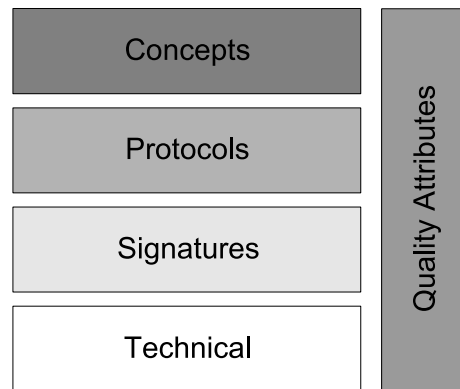 Concepts
Protocols
Signatures
Technical
Quality Attributes